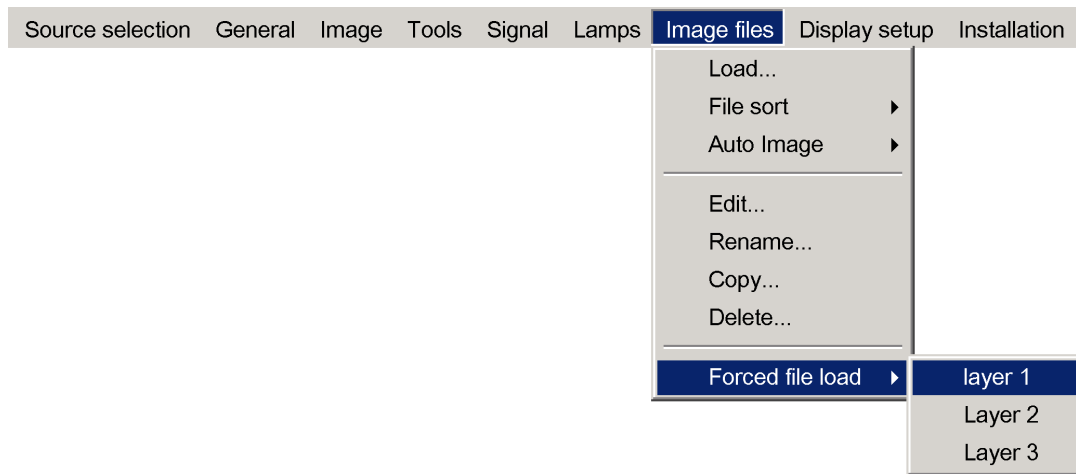 Source selection General Image Tools Signal Lamps Image files Display setup Installation
Load...
File sort
Auto Image
Edit...
Rename...
Copy...
Delete...
Forced file load layer 1
Layer 2
Layer 3